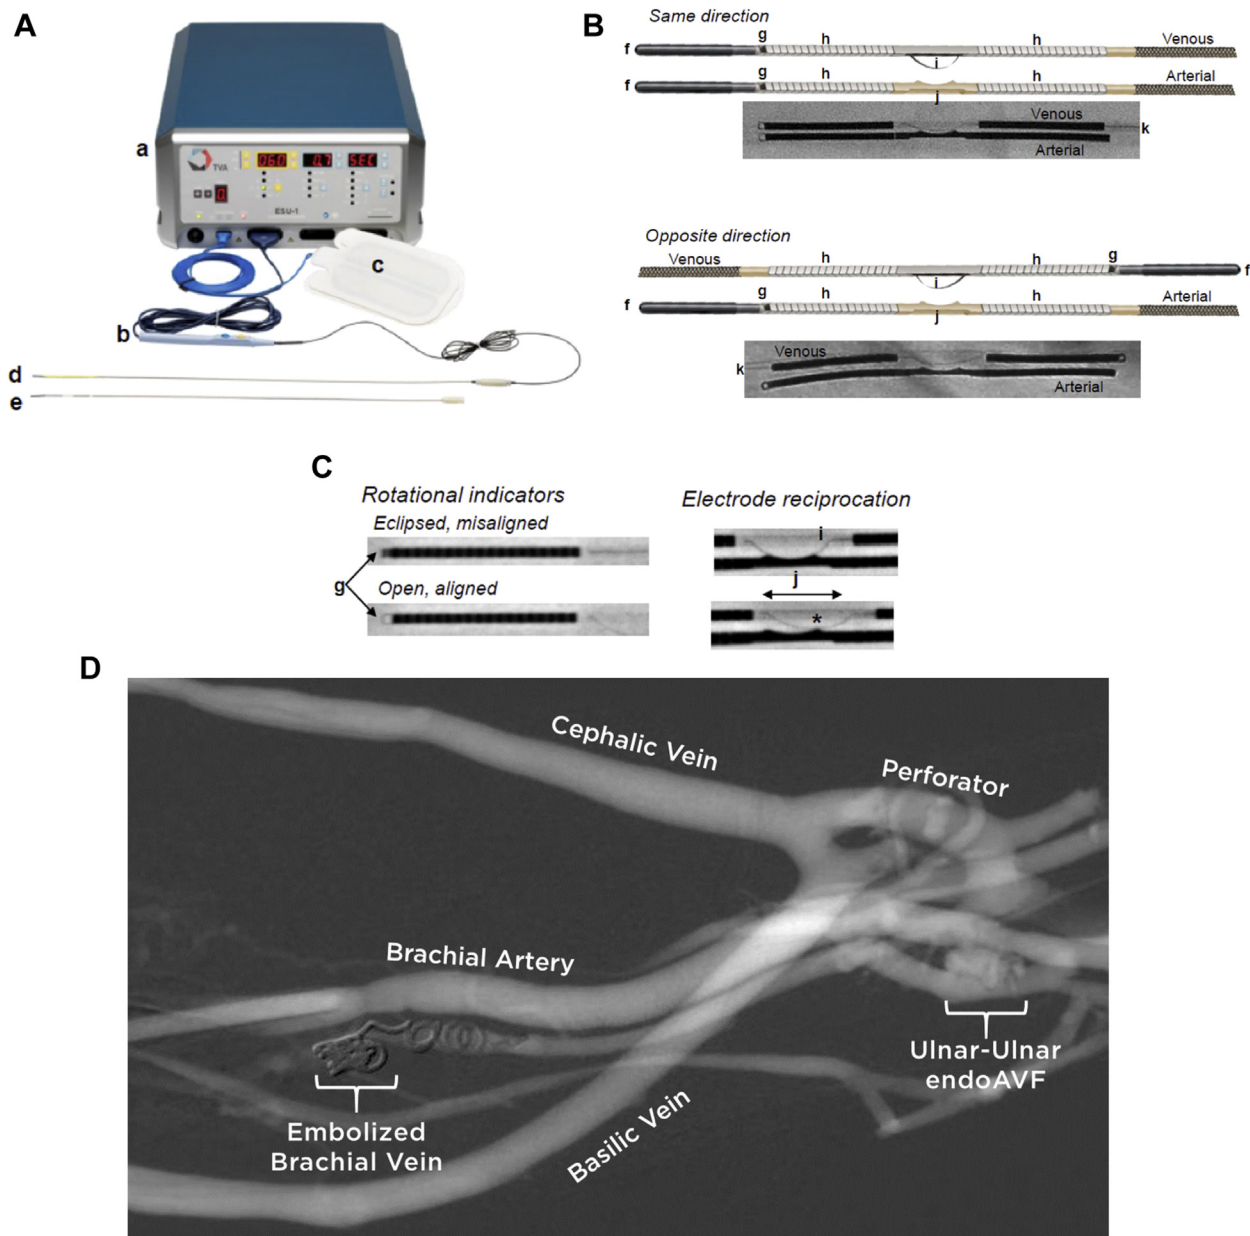 A
a
TVA
060
0.7
SEC
0
ESU-1
c
b
d
e
B
Same direction
f
g
h
i
h
Venous
f
g
h
j
h
Arterial
Venous
k
Arterial
Opposite direction
Venous
h
i
h
g
f
f
g
h
j
h
Arterial
Venous
k
Arterial
C
Rotational indicators
Eclipsed, misaligned
g
Open, aligned
Electrode reciprocation
i
j
*
D
Cephalic Vein
Perforator
Brachial Artery
Ulnar-Ulnar
endoAVF
Embolized
Brachial Vein
Basilic Vein